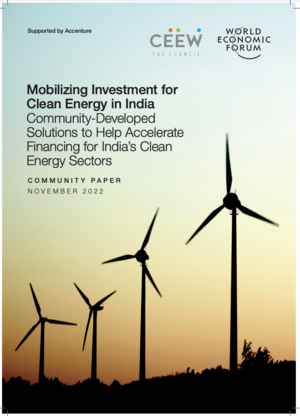 Supported by Accenture
CEEW
THE COUNCIL
WORLD
ECONOMIC
FORUM
Mobilizing Investment for
Clean Energy in India
Community-Developed
Solutions to Help Accelerate
Financing for India's Clean
Energy Sectors
COMMUNITY PAPER
NOVEMBER 2022